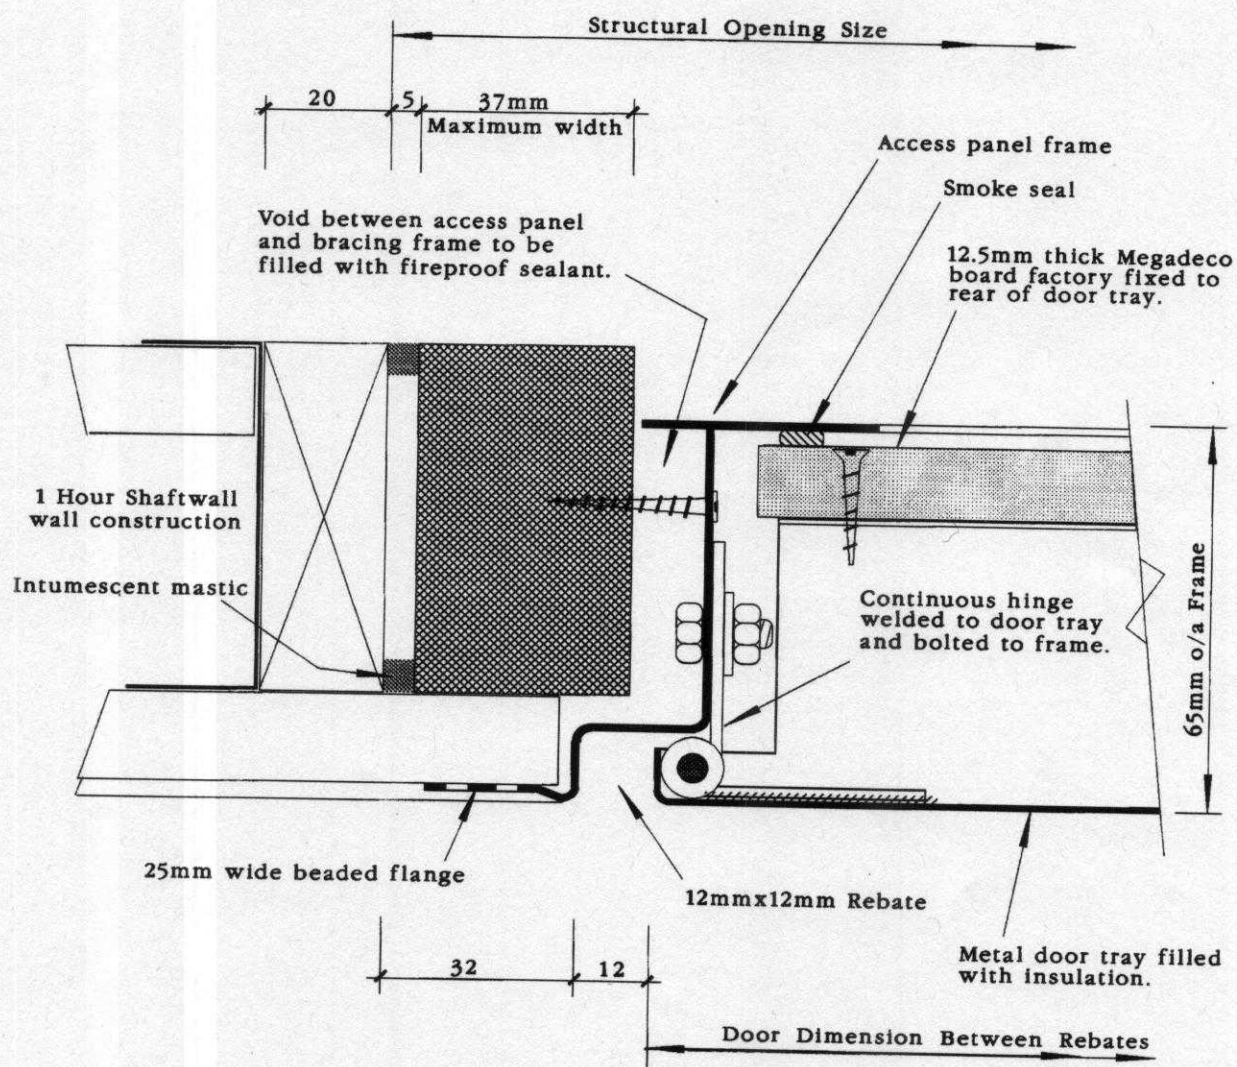 Structural Opening Size
20
5
37mm
Maximum width
Access panel frame
Smoke seal
Void between access panel
and bracing frame to be
filled with fireproof sealant.
12.5mm thick Megadeco
board factory fixed to
rear of door tray.
1 Hour Shaftwall
wall construction
Intumescent mastic
Continuous hinge
welded to door tray
and bolted to frame.
65mm o/a Frame
25mm wide beaded flange
12mmx12mm Rebate
Metal door tray filled
with insulation.
32
12
Door Dimension Between Rebates